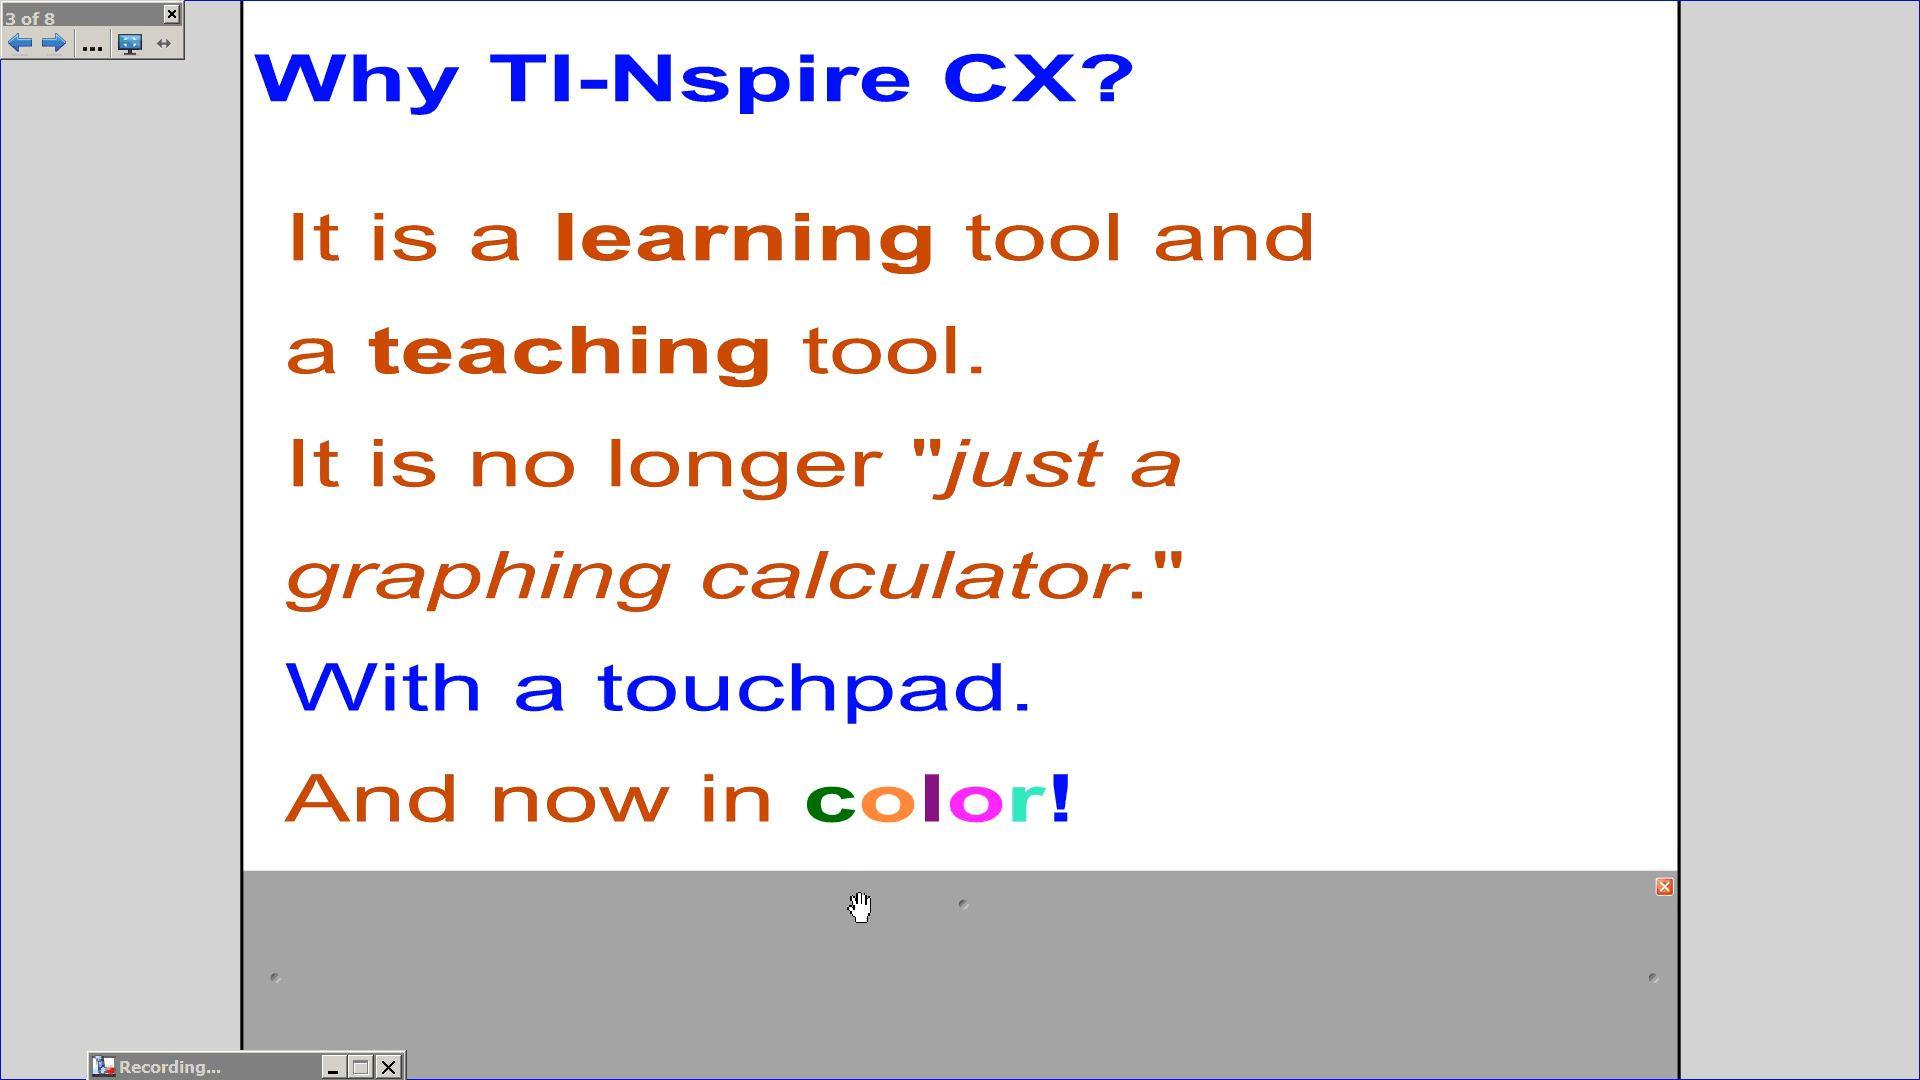 3 of 8
Why TI-Nspire CX?
It is a learning tool and
a teaching tool.
It is no longer "just a
graphing calculator."
With a touchpad.
And now in color!
Recording...